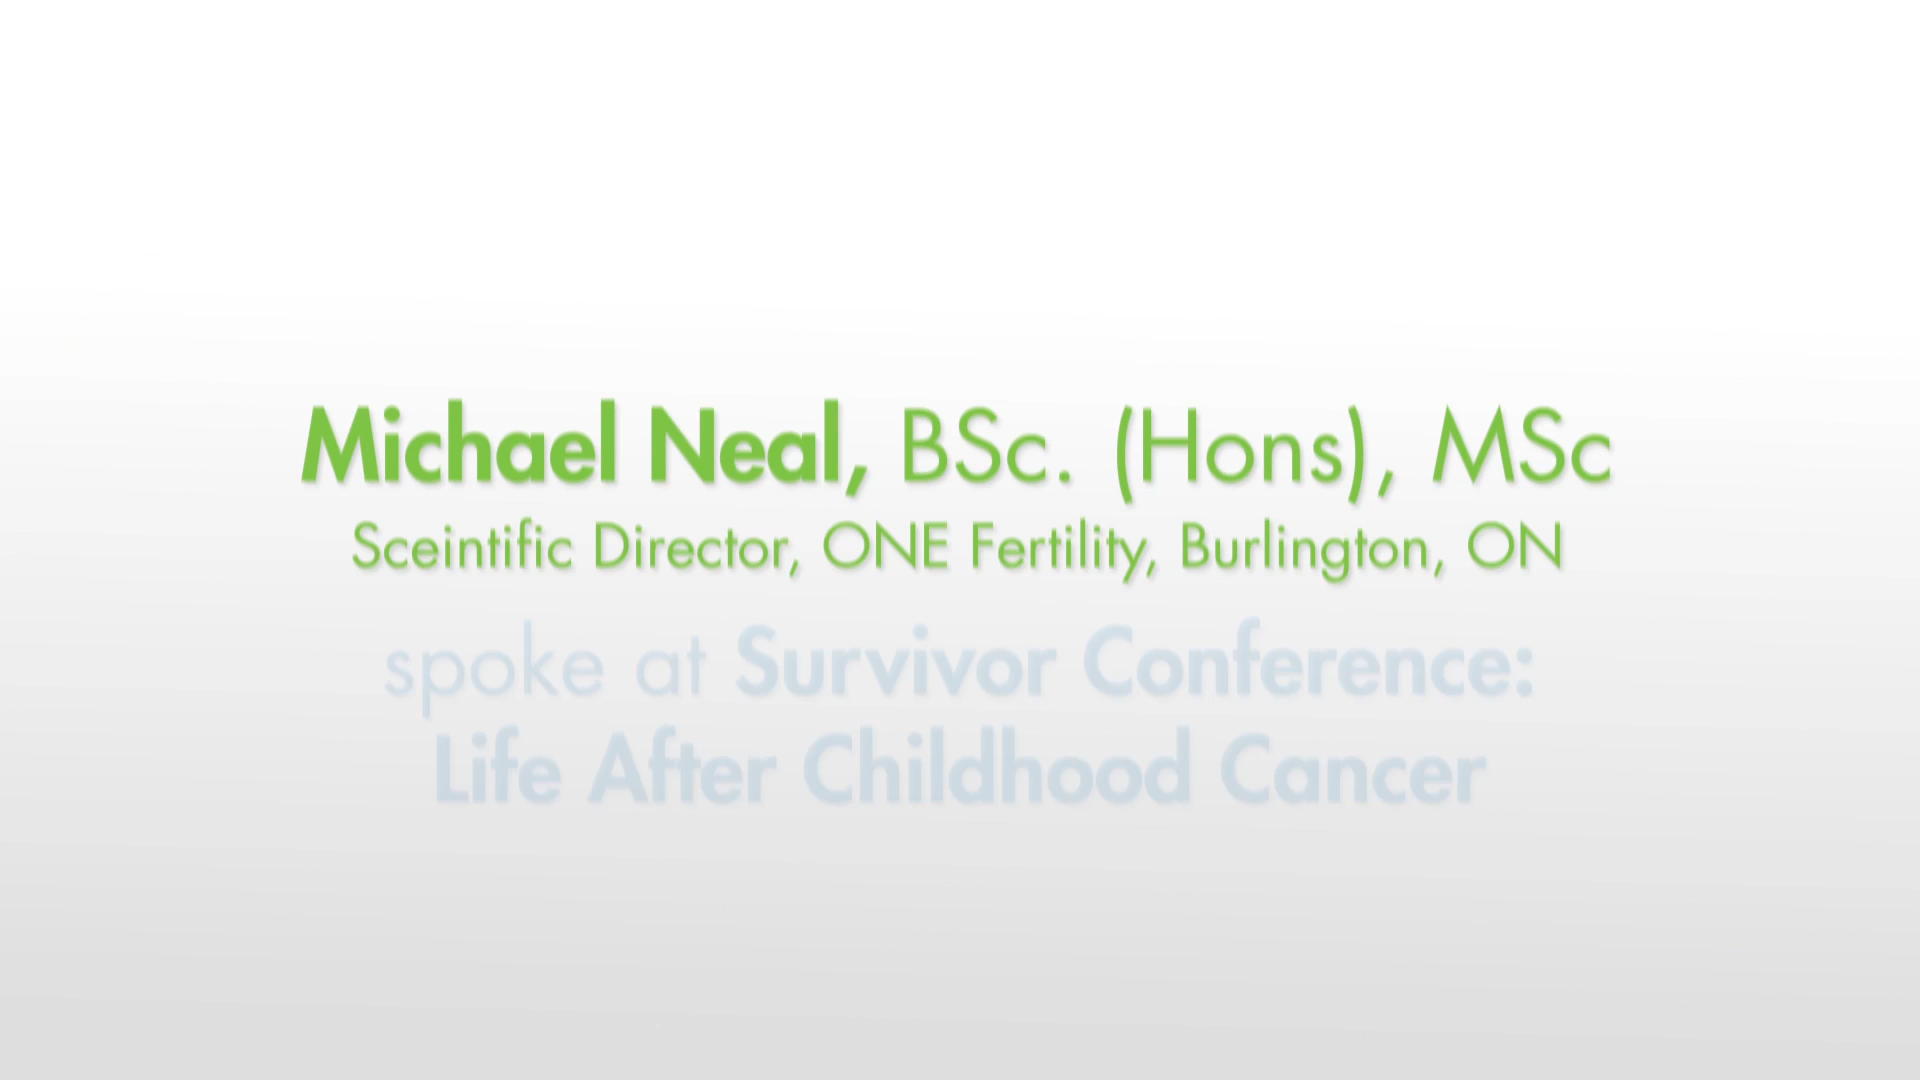 Michael Neal, BSc. (Hons), MSc
Sceintific Director, ONE Fertility, Burlington, ON
spoke at Survivor Conference:
Life After Childhood Cancer